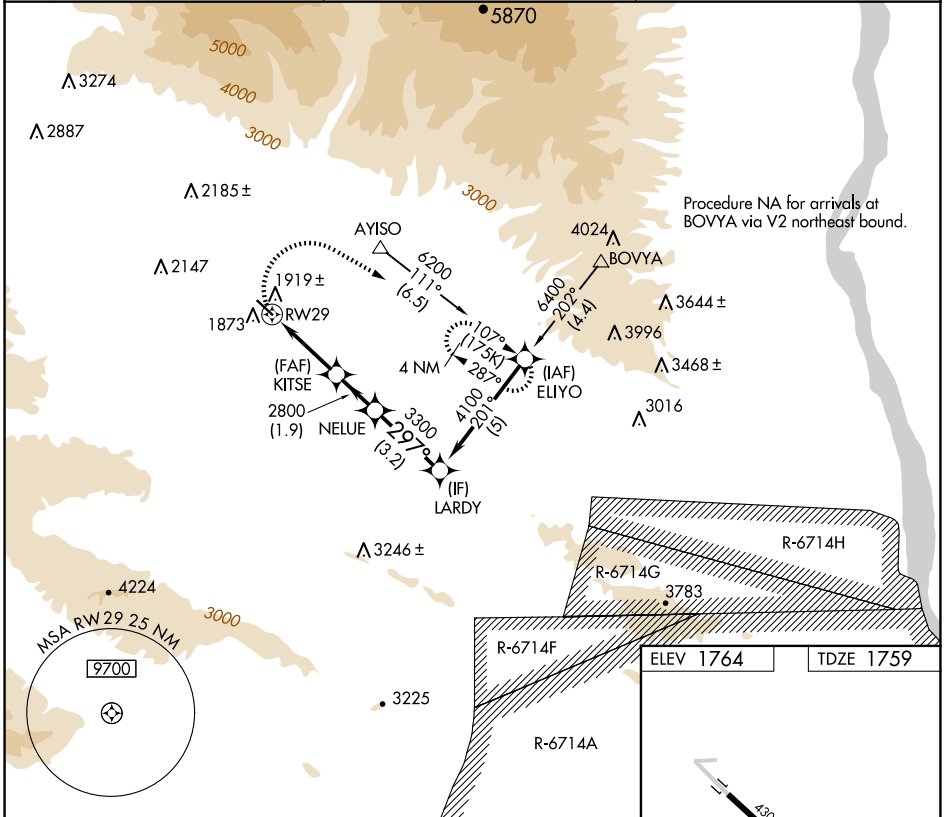 5870
5000
4000
3000
3274
2887
2185 ±
3000
Procedure NA for arrivals at
BOVYA via V2 northeast bound.
4024
BOVYA
AYISO
6200
111°
(6.5)
2147
1919 ±
1873
RW29
6400
202°
(4.4)
3644 ±
3996
107°
(175K)
4 NM
287°
(IAF)
ELIYO
3468 ±
(FAF)
KITSE
4100
201°
(5)
3016
2800
(1.9)
NELUE
3300
297°
(3.2)
(IF)
LARDY
3246 ±
R-6714H
R-6714G
3783
4224
3000
MSA RW 29 25 NM
9700
R-6714F
ELEV 1764
TDZE 1759
3225
R-6714A